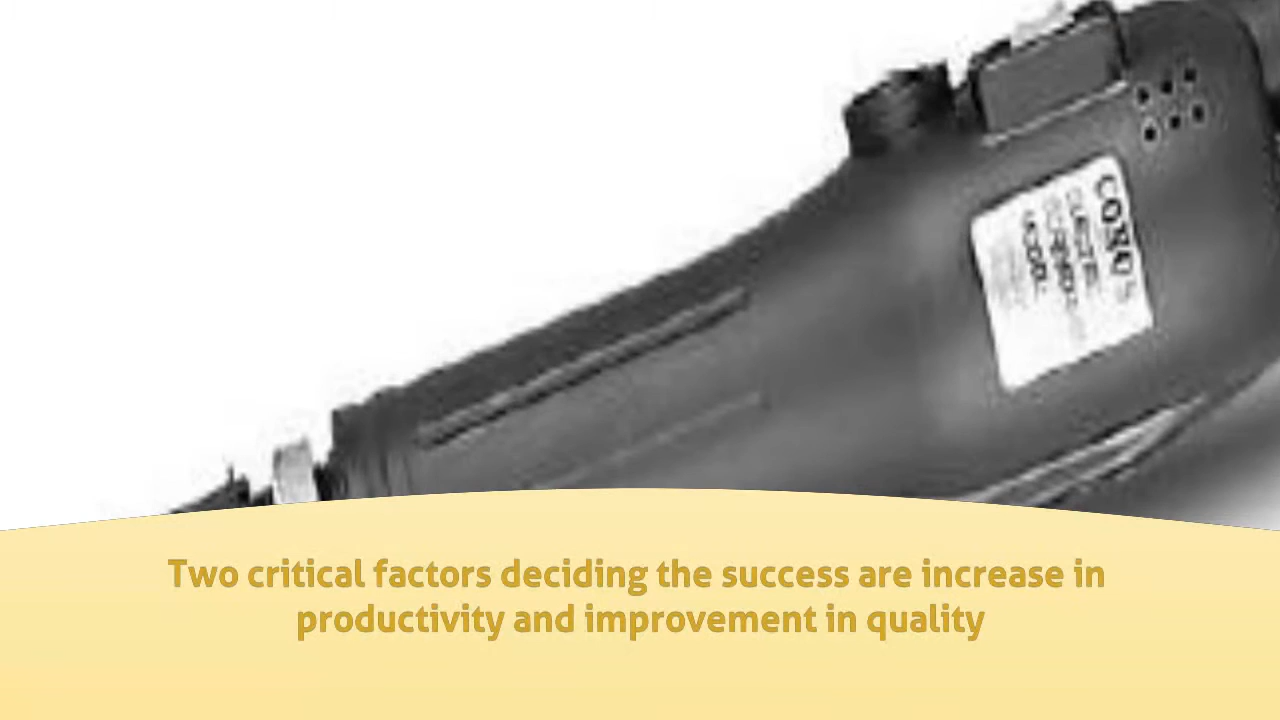 Two critical factors deciding the success are increase in
productivity and improvement in quality